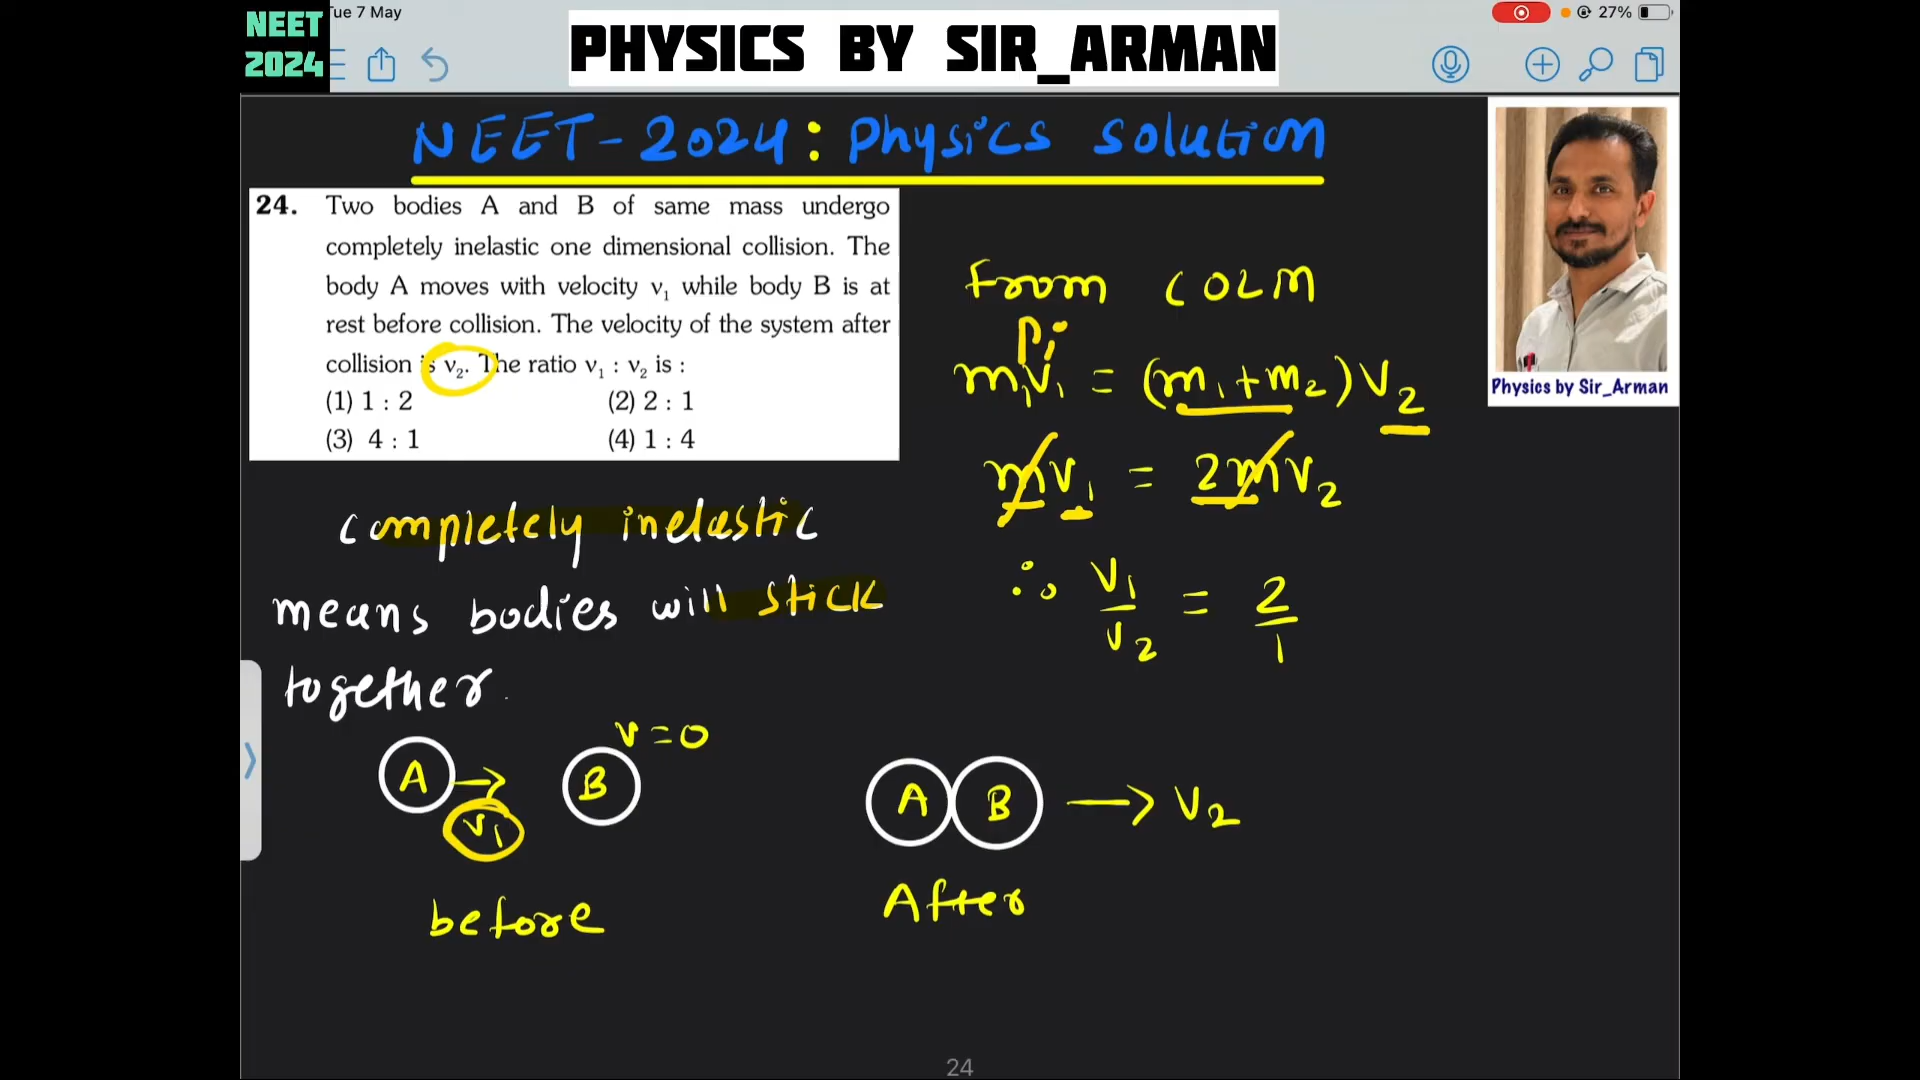 NEET
2024
Tue 7 May
27%
PHYSICS BY SIR_ARMAN
NEET-2024: Physics solution
24. Two bodies A and B of same mass undergo
completely inelastic one dimensional collision. The
body A moves with velocity v₁ while body B is at
rest before collision. The velocity of the system after
collision is v₂. The ratio v₁ : v₂ is :
(1) 1 : 2 (2) 2 : 1
(3) 4 : 1 (4) 1 : 4
Physics by Sir_Arman
completely inelastic
means bodies will stick
together.
A → v₁
B v=0
before
A B → v₂
After
From COLM
Pi
m₁v₁ = (m₁+m₂)v₂
mv₁ = 2mv₂
∴ v₁/v₂ = 2/1
24